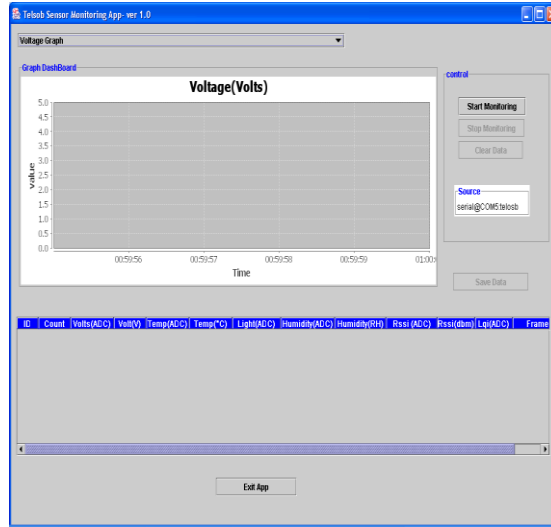 Telsob Sensor Monitoring App- ver 1.0
Voltage Graph
Graph DashBoard
Voltage(Volts)
5.0
4.5
4.0
3.5
3.0
2.5
2.0
1.5
1.0
0.5
0.0
Value
00:59:56 00:59:57 00:59:58 00:59:59 01:00:
Time
control
Start Monitoring
Stop Monitoring
Clear Data
Source
serial@COM5:telosb
Save Data
ID Count Volts(ADC) Volt(V) Temp(ADC) Temp(°C) Light(ADC) Humidity(ADC) Humidity(RH) Rssi (ADC) Rssi(dbm) Lqi(ADC) Frame
Exit App